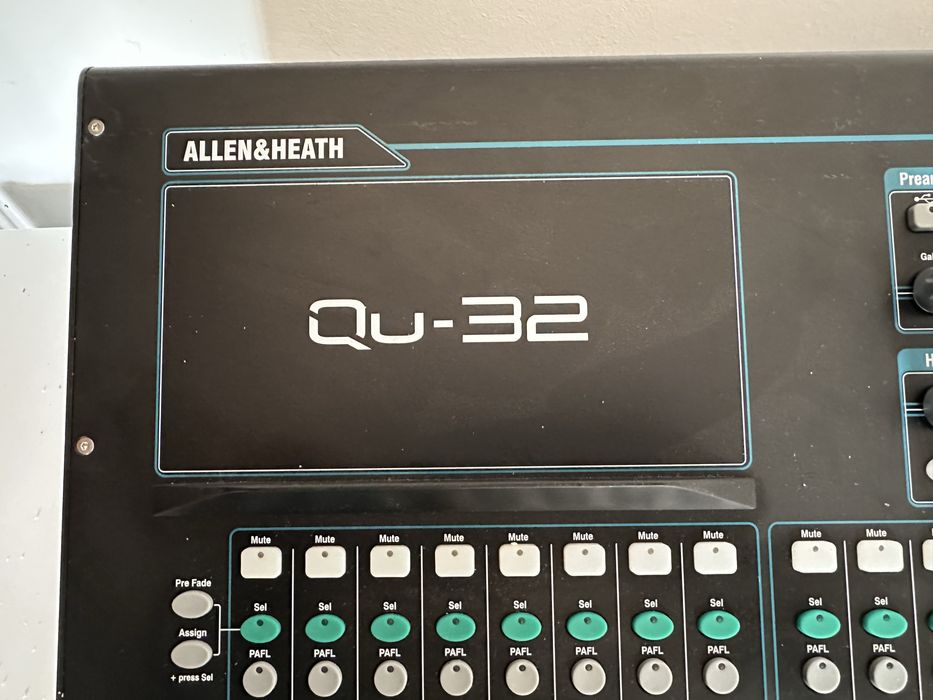 ALLEN&HEATH
Qu-32
Mute Mute Mute Mute Mute Mute Mute Mute Mute Mute
Pre Fade
Sel Sel Sel Sel Sel Sel Sel Sel Sel Sel
Assign
PAFL PAFL PAFL PAFL PAFL PAFL PAFL PAFL PAFL PAFL
+ press Sel